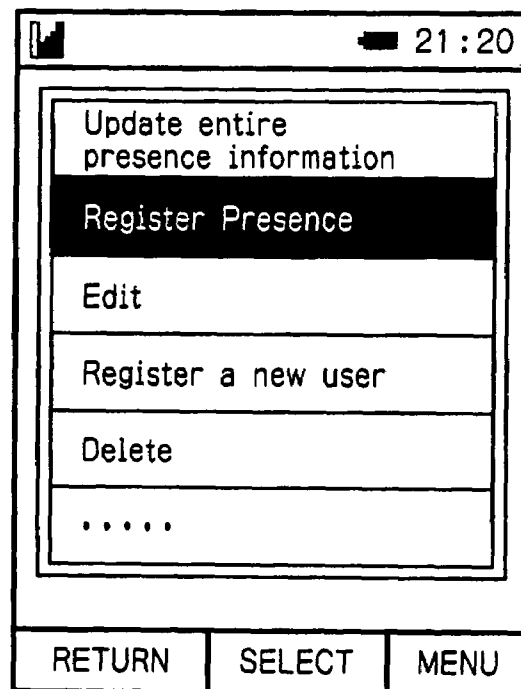 21:20
Update entire
presence information
Register Presence
Edit
Register a new user
Delete
.....
RETURN SELECT MENU